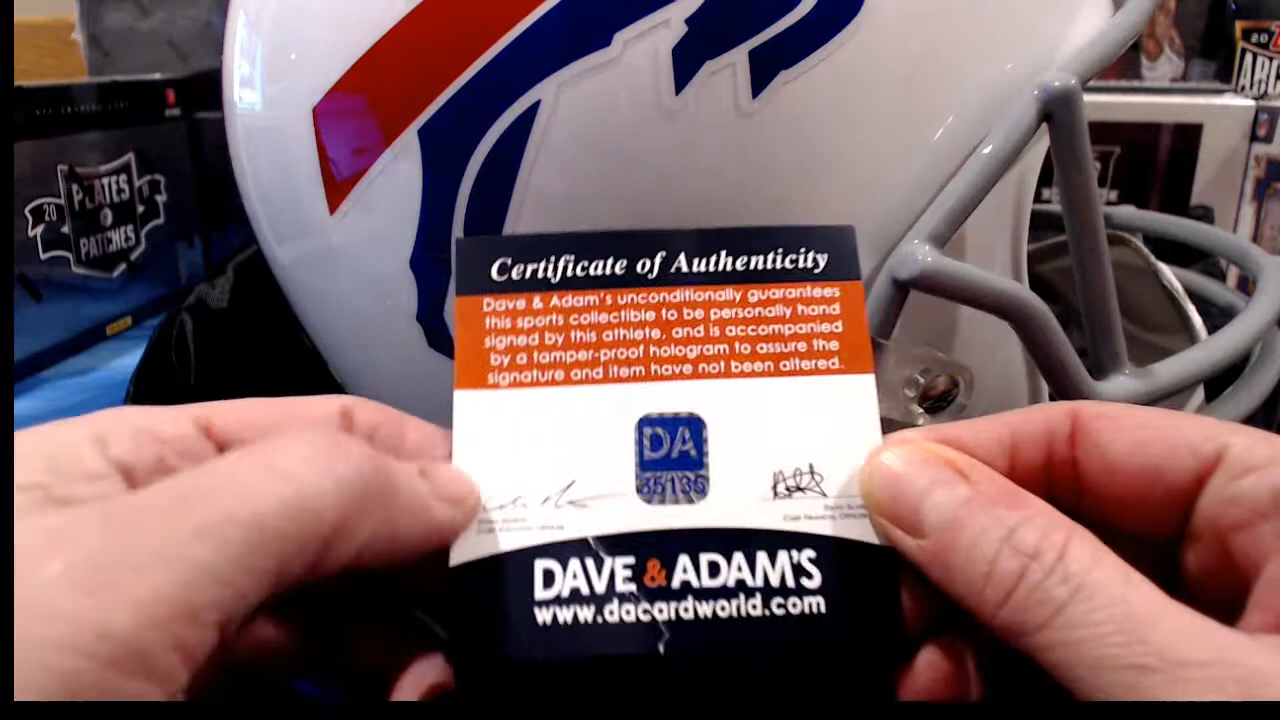 Certificate of Authenticity
Dave & Adam's unconditionally guarantees
this sports collectible to be personally hand
signed by this athlete, and is accompanied
by a tamper-proof hologram to assure the
signature and item have not been altered.
DA
35135
DAVE & ADAM'S
www.dacardworld.com
20
PLATES
PATCHES
20